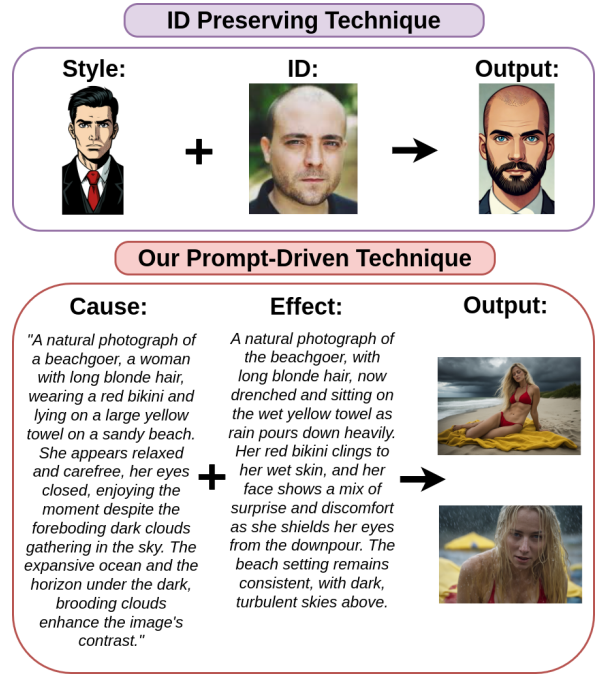 ID Preserving Technique
Style:
ID:
Output:
Our Prompt-Driven Technique
Cause:
"A natural photograph of
a beachgoer, a woman
with long blonde hair,
wearing a red bikini and
lying on a large yellow
towel on a sandy beach.
She appears relaxed
and carefree, her eyes
closed, enjoying the
moment despite the
foreboding dark clouds
gathering in the sky. The
expansive ocean and the
horizon under the dark,
brooding clouds
enhance the image's
contrast."
Effect:
A natural photograph of
the beachgoer, with
long blonde hair, now
drenched and sitting on
the wet yellow towel as
rain pours down heavily.
Her red bikini clings to
her wet skin, and her
face shows a mix of
surprise and discomfort
as she shields her eyes
from the downpour. The
beach setting remains
consistent, with dark,
turbulent skies above.
Output: